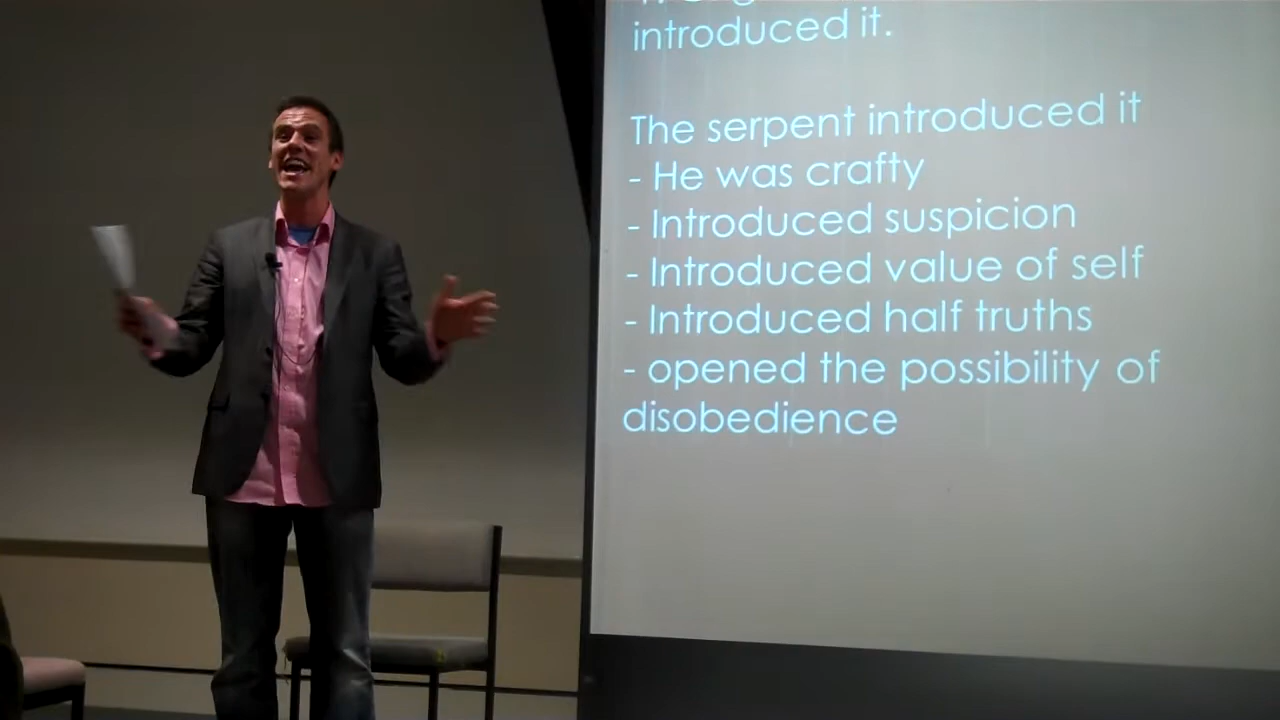 introduced it.
The serpent introduced it
- He was crafty
- Introduced suspicion
- Introduced value of self
- Introduced half truths
- opened the possibility of
disobedience